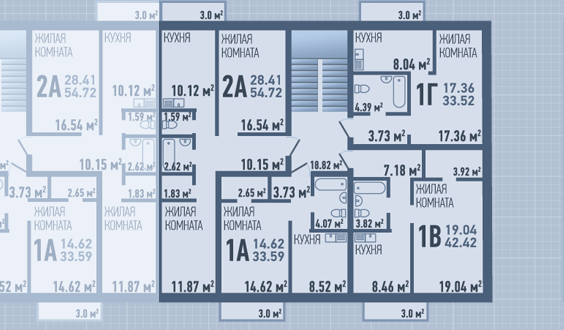 3.0 м² 3.0 м² 3.0 м²
ЖИЛАЯ КОМНАТА
КУХНЯ
2А 28.41 54.72
10.12 м²
1.59 м²
16.54 м²
10.15 м²
2.62 м²
3.73 м²
2.65 м²
1.83 м²
ЖИЛАЯ КОМНАТА
ЖИЛАЯ КОМНАТА
1А 14.62 33.59
.52 м²
14.62 м²
11.87 м²
КУХНЯ
ЖИЛАЯ КОМНАТА
10.12 м²
2А 28.41 54.72
1.59 м²
16.54 м²
2.62 м²
10.15 м²
18.82 м²
1.83 м²
2.65 м²
3.73 м²
ЖИЛАЯ КОМНАТА
ЖИЛАЯ КОМНАТА
1А 14.62 33.59
4.07 м²
КУХНЯ
11.87 м²
14.62 м²
8.52 м²
КУХНЯ
ЖИЛАЯ КОМНАТА
8.04 м²
1Г 17.36 33.52
4.39 м²
3.73 м²
17.36 м²
7.18 м²
3.92 м²
ЖИЛАЯ КОМНАТА
3.82 м²
1В 19.04 42.42
КУХНЯ
8.46 м²
19.04 м²
3.0 м² 3.0 м² 3.0 м²